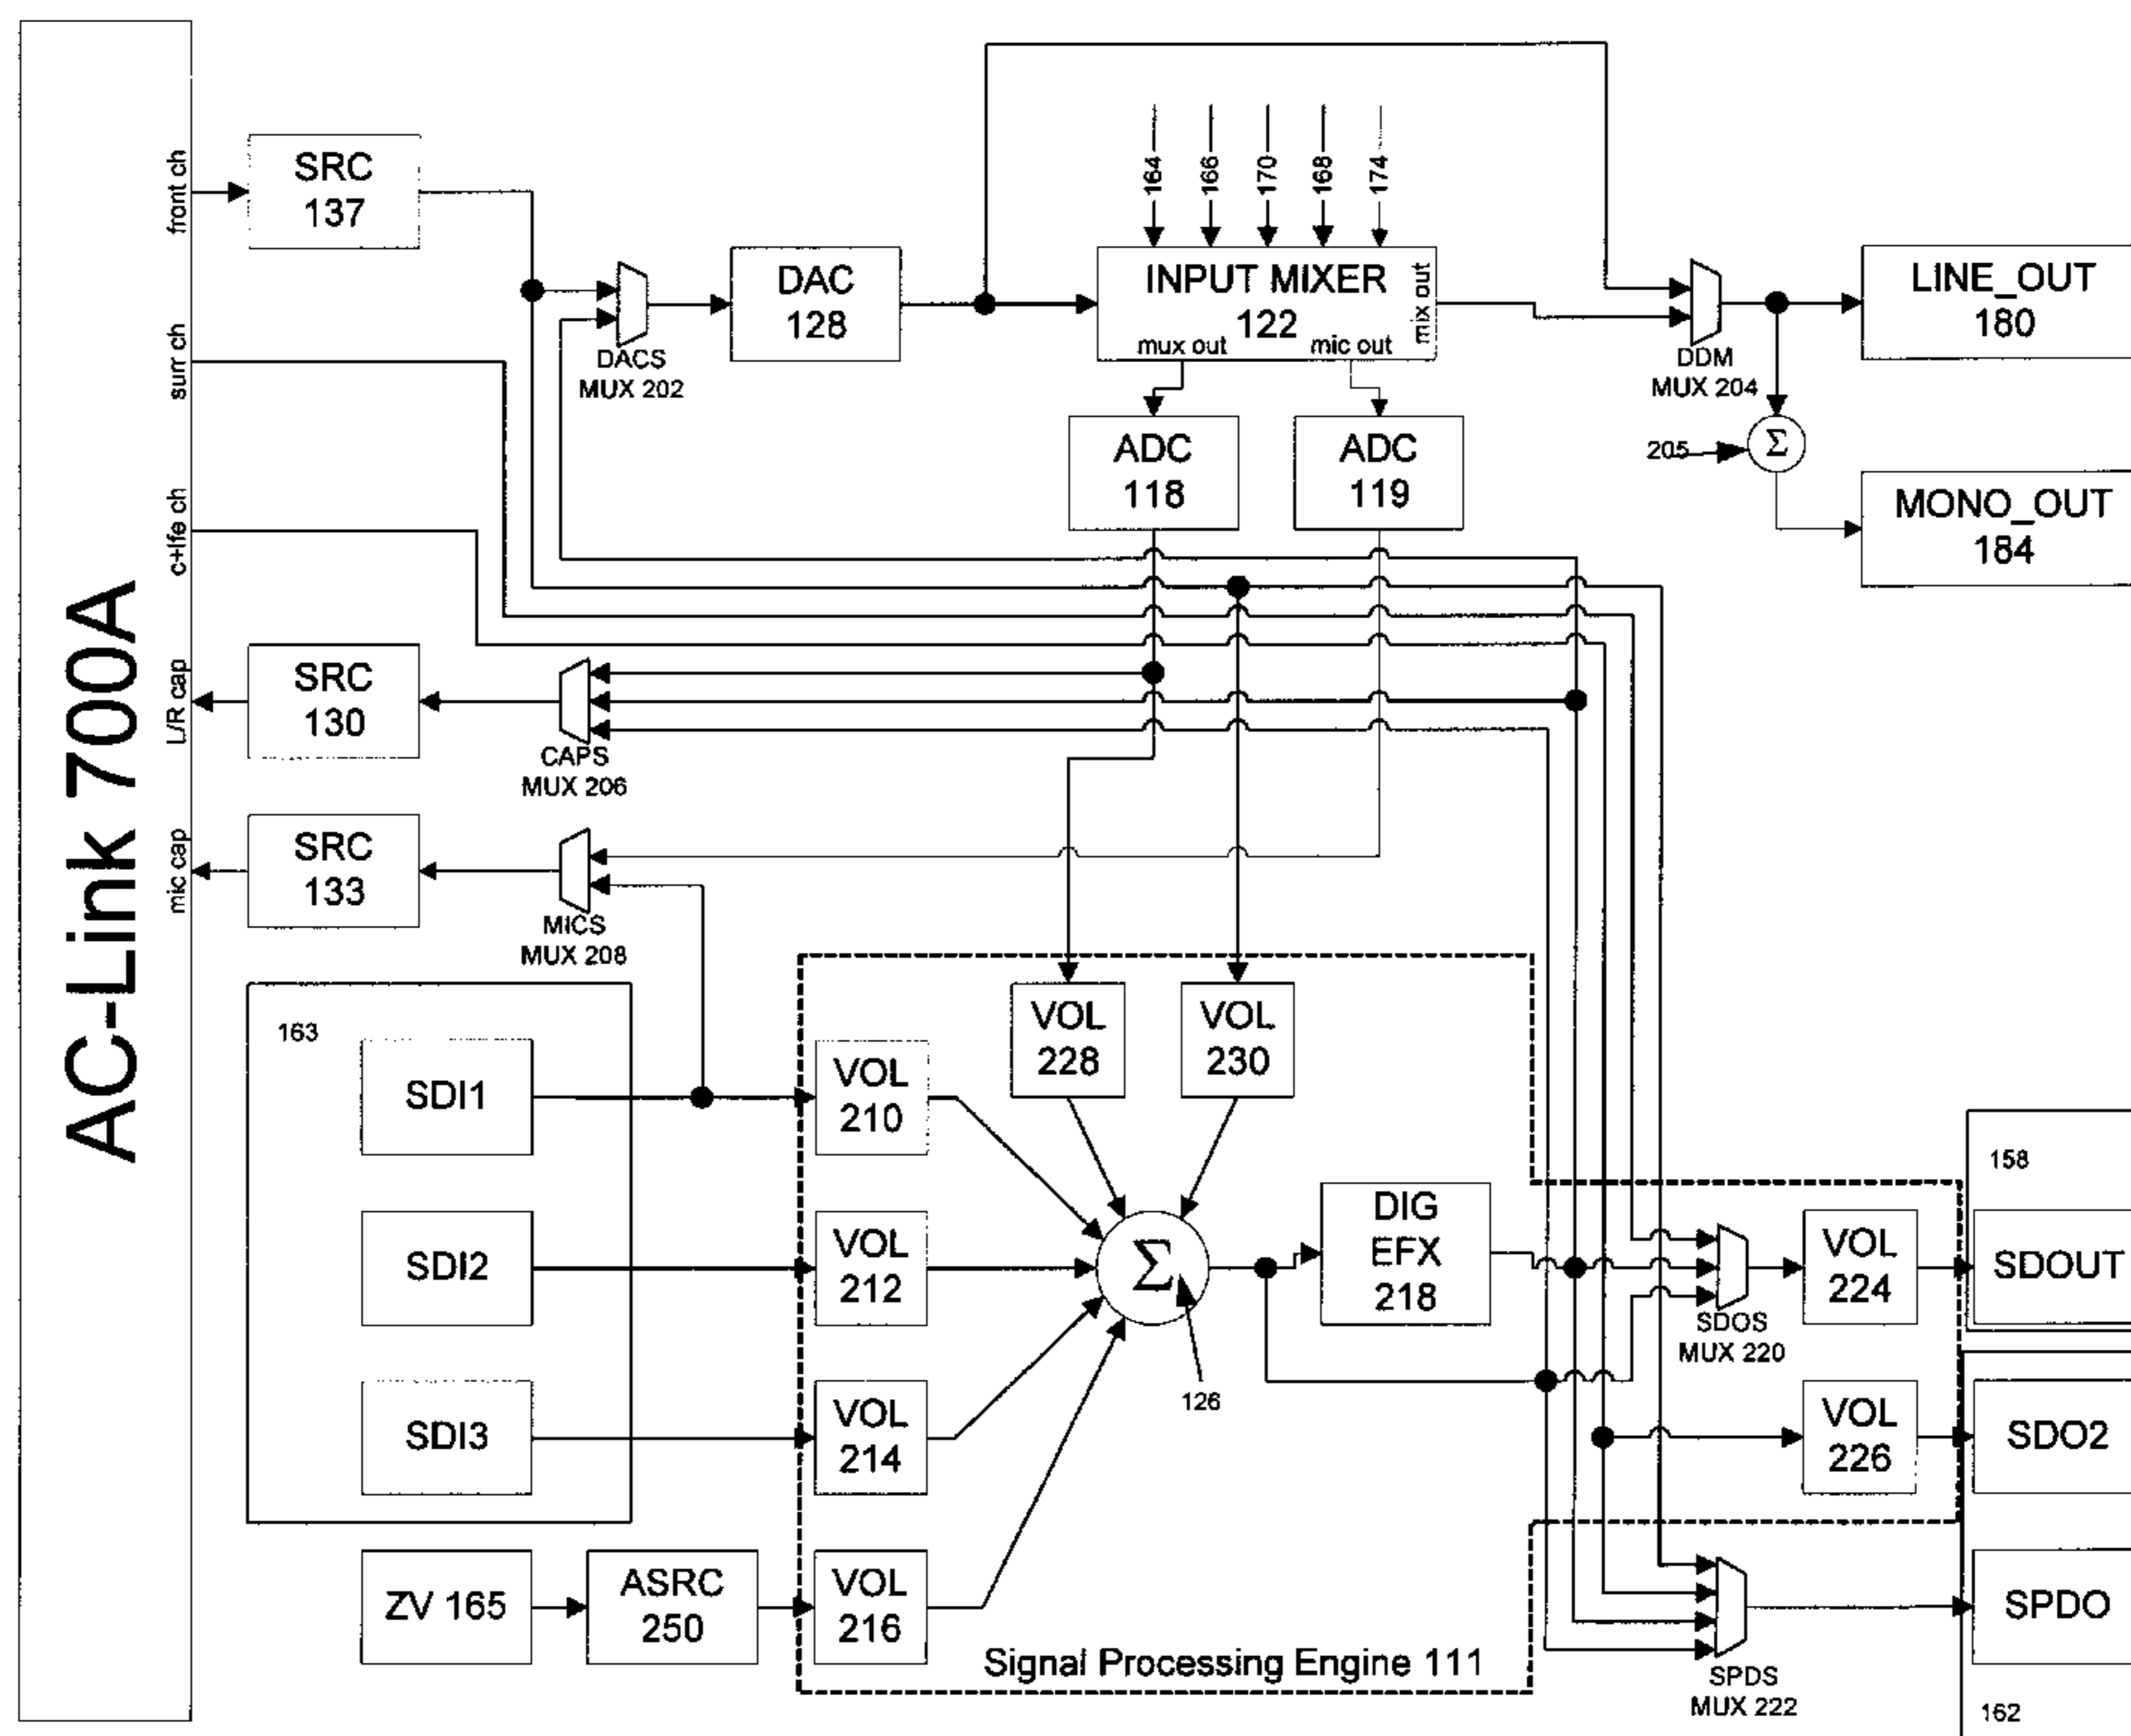 AC-Link 700A
front ch
surr ch
c+lfe ch
L/R cap
mic cap
SRC
137
DACS
MUX 202
DAC
128
164
166
170
168
174
INPUT MIXER
122
mux out
mic out
mix out
DDM
MUX 204
LINE_OUT
180
205
Σ
MONO_OUT
184
ADC
118
ADC
119
SRC
130
CAPS
MUX 206
SRC
133
MICS
MUX 208
163
SDI1
SDI2
SDI3
ZV 165
ASRC
250
VOL
210
VOL
212
VOL
214
VOL
216
VOL
228
VOL
230
Σ
126
DIG
EFX
218
Signal Processing Engine 111
SDOS
MUX 220
VOL
224
VOL
226
SPDS
MUX 222
158
SDOUT
SDO2
SPDO
162